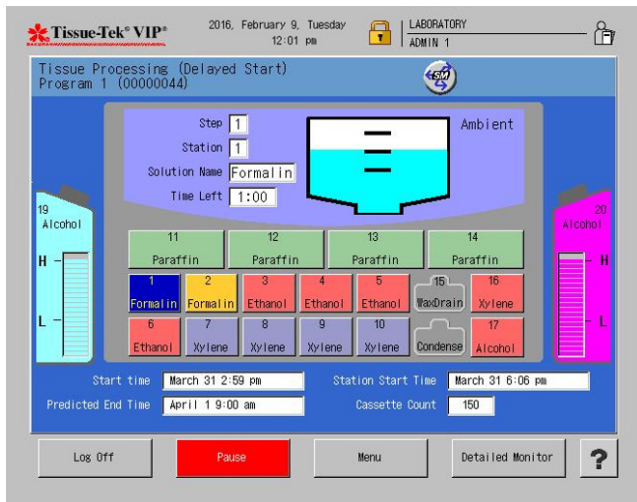 Tissue-Tek® VIP®
2016, February 9, Tuesday
12:01 pm
LABORATORY
ADMIN 1
Tissue Processing (Delayed Start)
Program 1 (00000044)
SM
Step 1
Station 1
Solution Name Formalin
Time Left 1:00
Ambient
19
Alcohol
H
L
20
Alcohol
H
L
11 Paraffin
12 Paraffin
13 Paraffin
14 Paraffin
1 Formalin
2 Formalin
3 Ethanol
4 Ethanol
5 Ethanol
15 WaxDrain
16 Xylene
6 Ethanol
7 Xylene
8 Xylene
9 Xylene
10 Xylene
Condense
17 Alcohol
Start time March 31 2:59 pm
Station Start Time March 31 6:06 pm
Predicted End Time April 1 9:00 am
Cassette Count 150
Log Off
Pause
Menu
Detailed Monitor
?